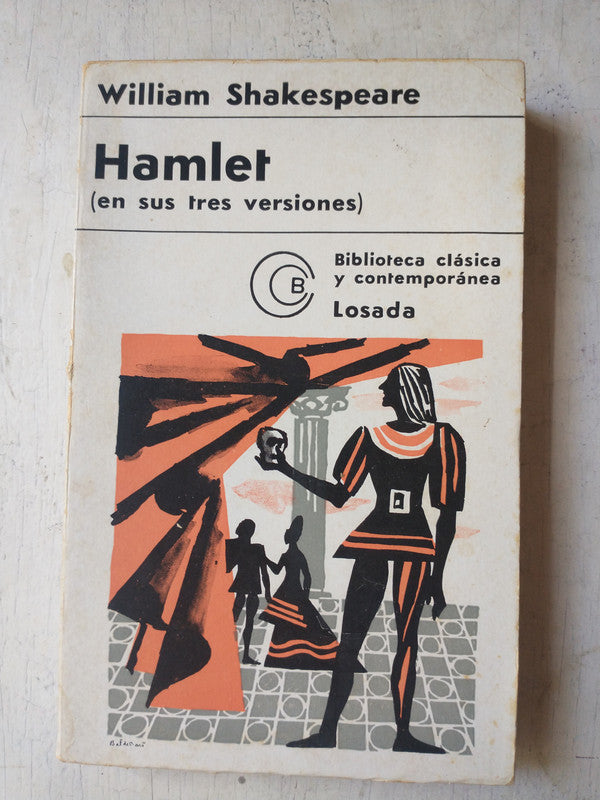 William Shakespeare
Hamlet
(en sus tres versiones)
B
Biblioteca clásica
y contemporánea
Losada